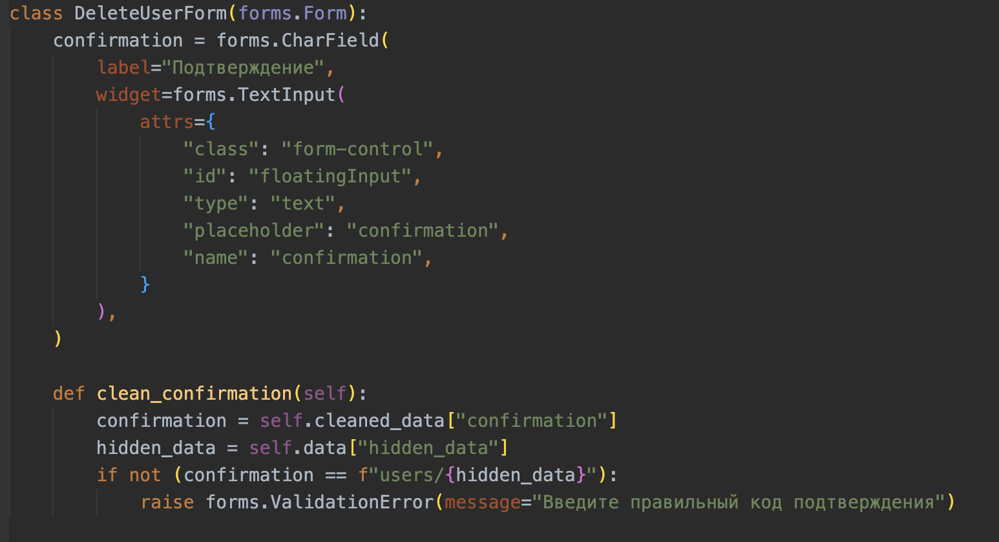 class DeleteUserForm(forms.Form):
    confirmation = forms.CharField(
        label="Подтверждение",
        widget=forms.TextInput(
            attrs={
                "class": "form-control",
                "id": "floatingInput",
                "type": "text",
                "placeholder": "confirmation",
                "name": "confirmation",
            }
        ),
    )

    def clean_confirmation(self):
        confirmation = self.cleaned_data["confirmation"]
        hidden_data = self.data["hidden_data"]
        if not (confirmation == f"users/{hidden_data}"):
            raise forms.ValidationError(message="Введите правильный код подтверждения")